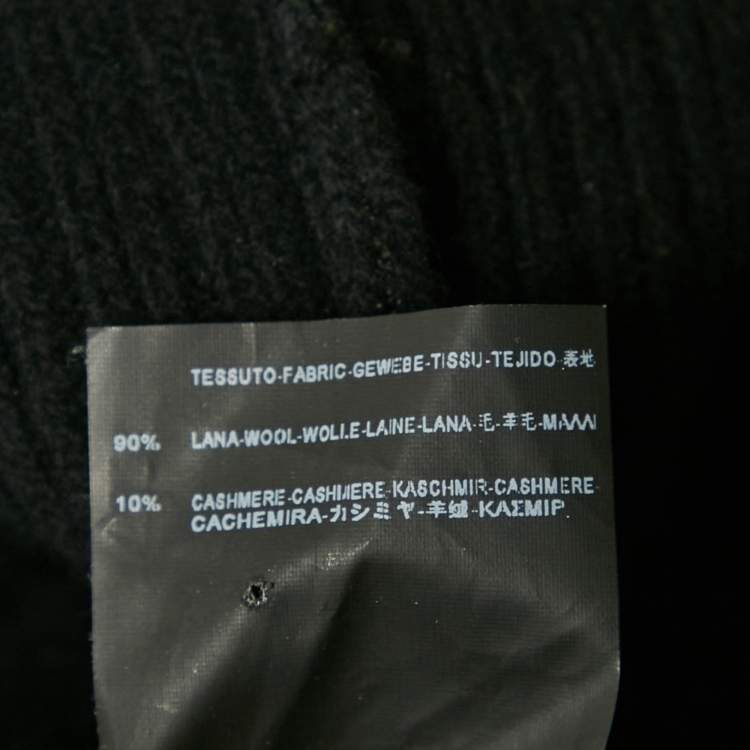 TESSUTO-FABRIC-GEWEBE-TISSU-TEJIDO-表地
90% LANA-WOOL-WOLLE-LAINE-LANA-毛-羊毛-ΜΑΛΛΙ
10% CASHMERE-CASHMERE-KASCHMIR-CASHMERE-
CACHEMIRA-カシミヤ-羊绒-ΚΑΣΜΙΡ